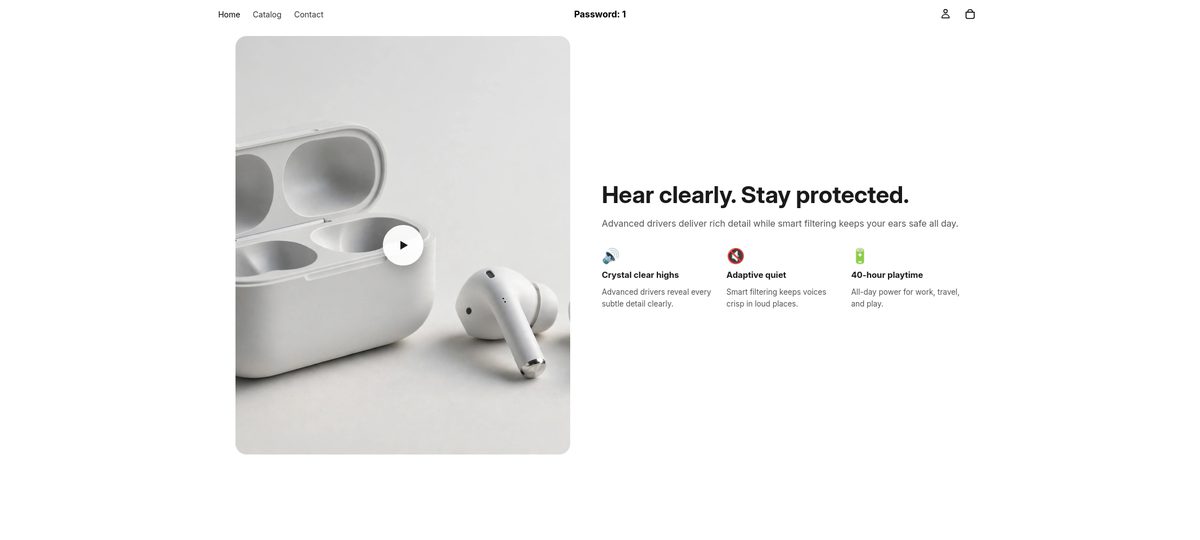 Home Catalog Contact Password: 1
Hear clearly. Stay protected.
Advanced drivers deliver rich detail while smart filtering keeps your ears safe all day.
Crystal clear highs
Advanced drivers reveal every
subtle detail clearly.
Adaptive quiet
Smart filtering keeps voices
crisp in loud places.
40-hour playtime
All-day power for work, travel,
and play.